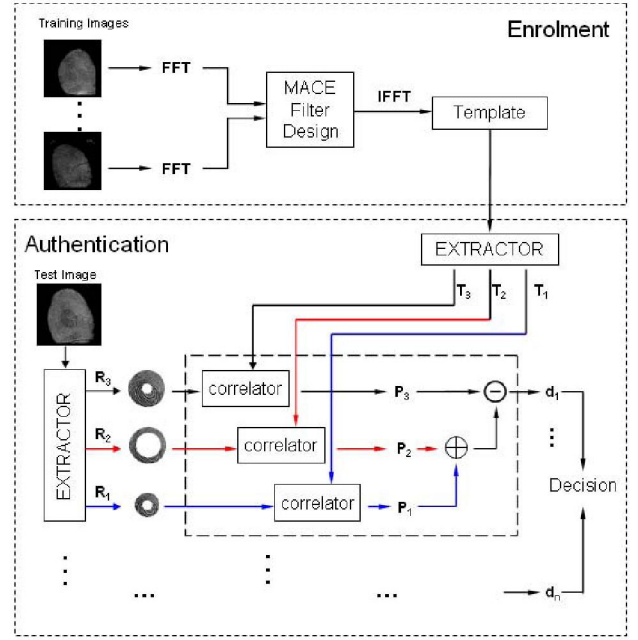 Training Images
Enrolment
FFT
MACE
Filter
Design
IFFT
Template
FFT
Authentication
EXTRACTOR
Test Image
T3 T2 T1
EXTRACTOR
R3
correlator
P3
d1
R2
correlator
P2
R1
correlator
P1
Decision
dn